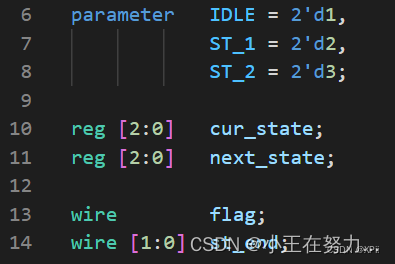 6 parameter IDLE = 2'd1,
7 ST_1 = 2'd2,
8 ST_2 = 2'd3;
9
10 reg [2:0] cur_state;
11 reg [2:0] next_state;
12
13 wire flag;
14 wire [1:0] st_end;
CSDN @小正在努力